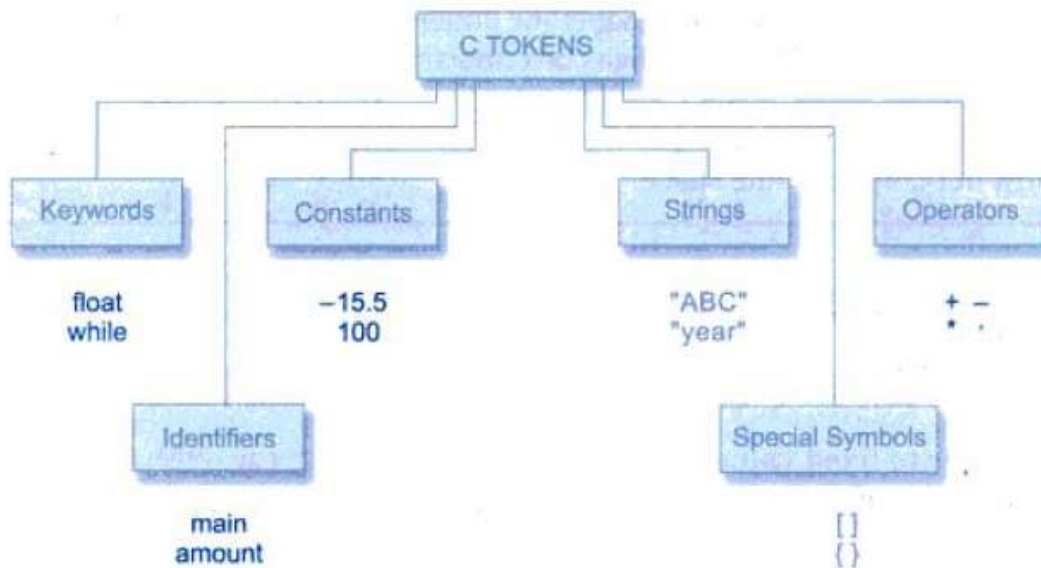 C TOKENS
Keywords
Constants
Strings
Operators
float
while
–15.5
100
"ABC"
"year"
+ –
*
Identifiers
Special Symbols
main
amount
[ ]
{ }